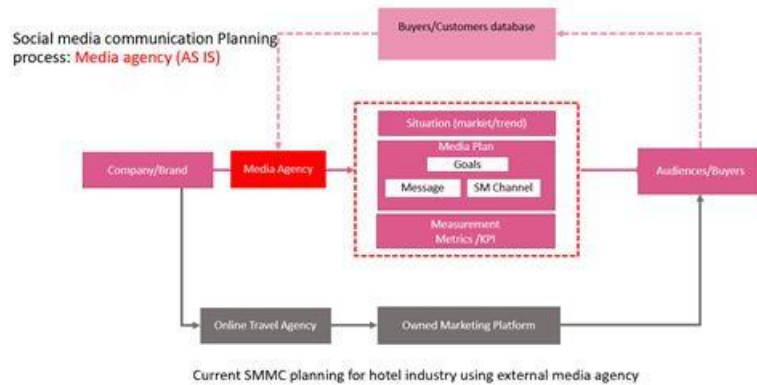 Social media communication Planning
process: Media agency (AS IS)
Buyers/Customers database
Situation (market/trend)
Media Plan
Goals
Message
SM Channel
Measurement
Metrics /KPI
Company/Brand
Media Agency
Audiences/Buyers
Online Travel Agency
Owned Marketing Platform
Current SMMC planning for hotel industry using external media agency